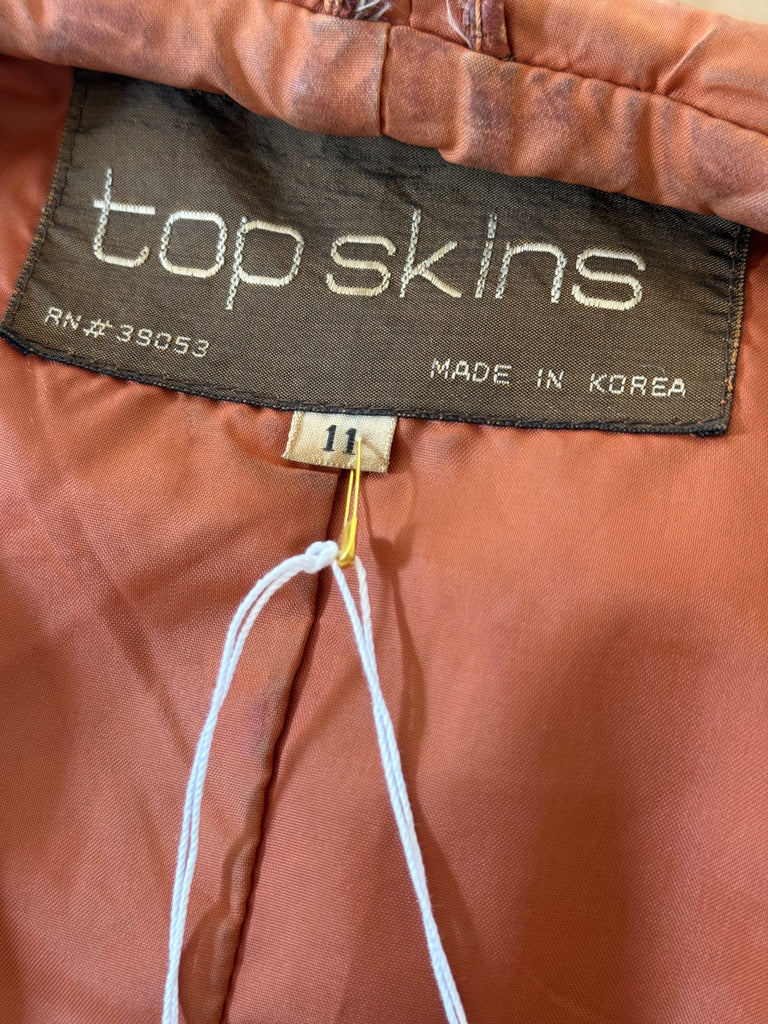 top skins
RN#39053
MADE IN KOREA
11